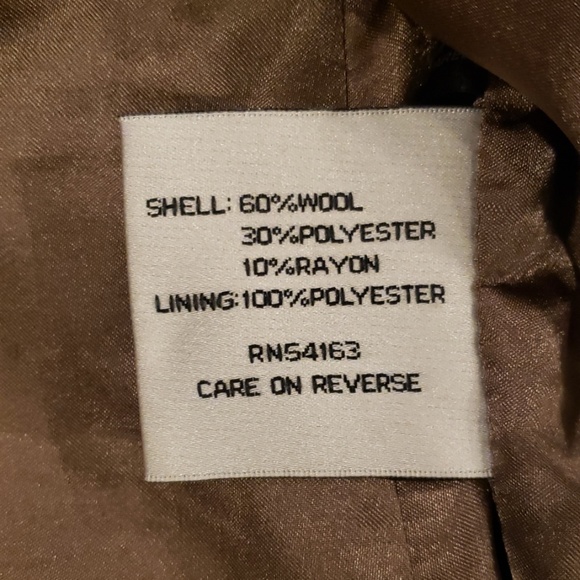 SHELL: 60%WOOL
30%POLYESTER
10%RAYON
LINING:100%POLYESTER
RN54163
CARE ON REVERSE